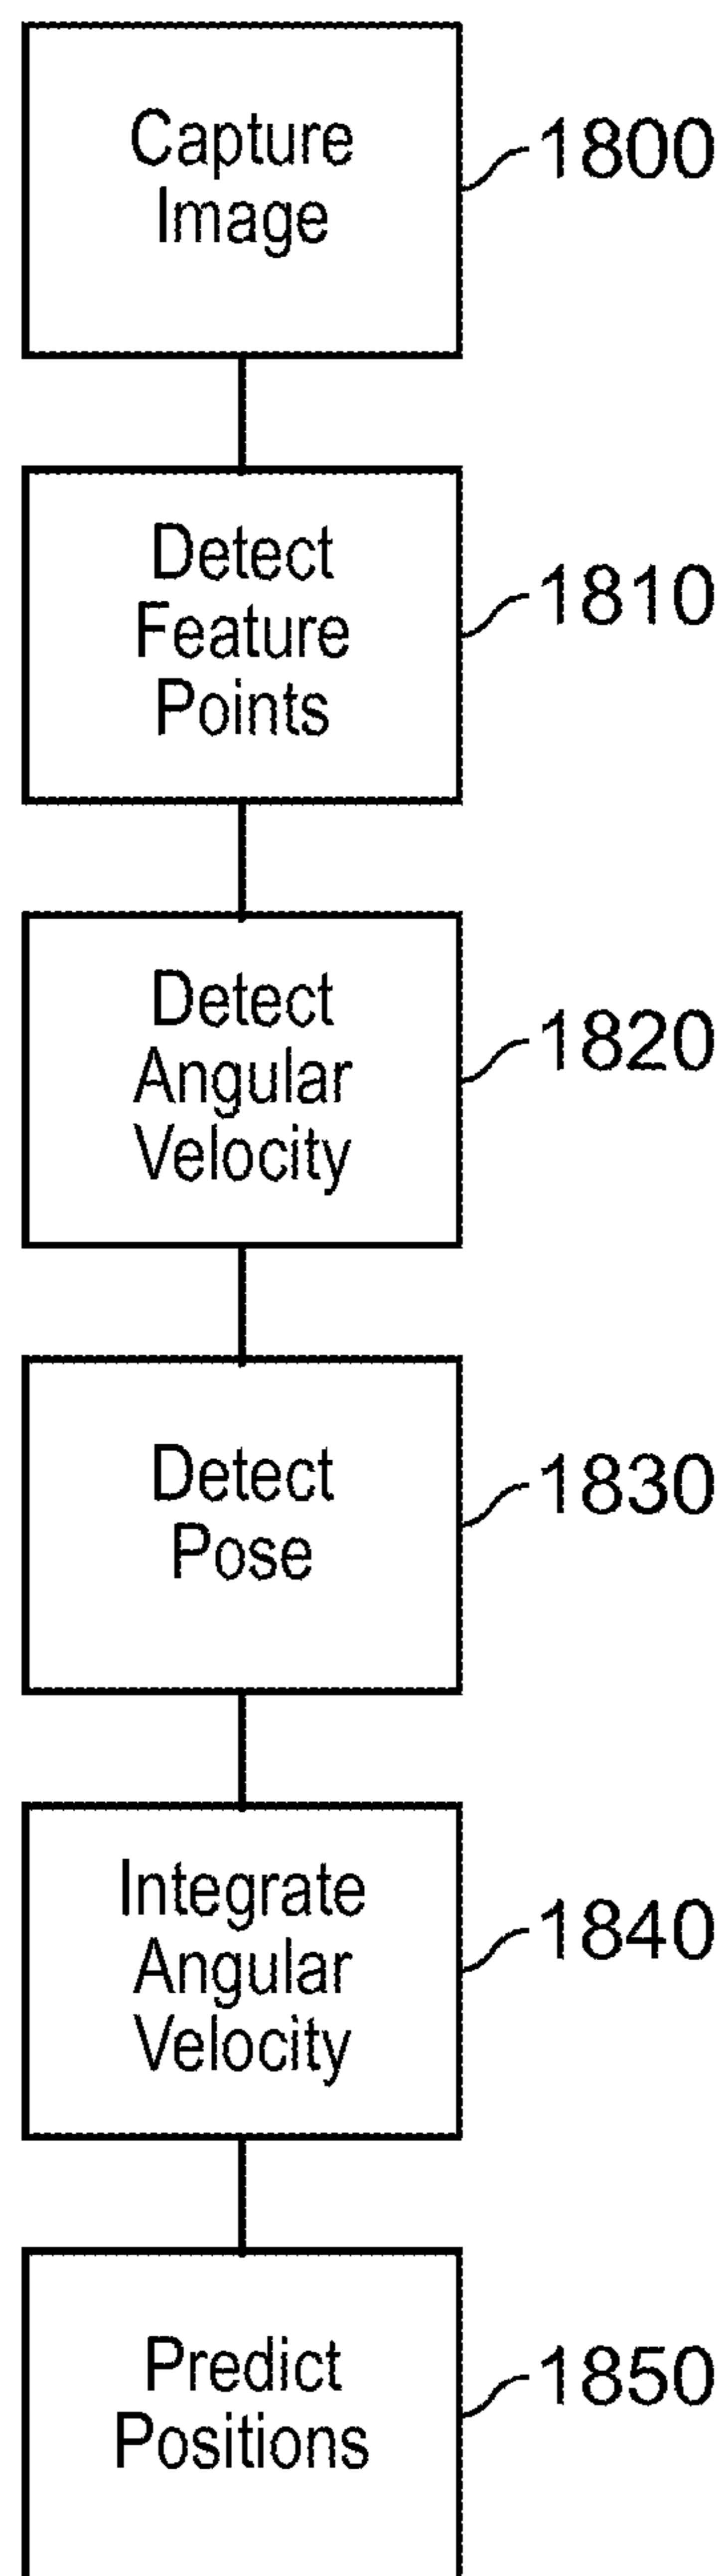 Capture
Image
1800
Detect
Feature
Points
1810
Detect
Angular
Velocity
1820
Detect
Pose
1830
Integrate
Angular
Velocity
1840
Predict
Positions
1850